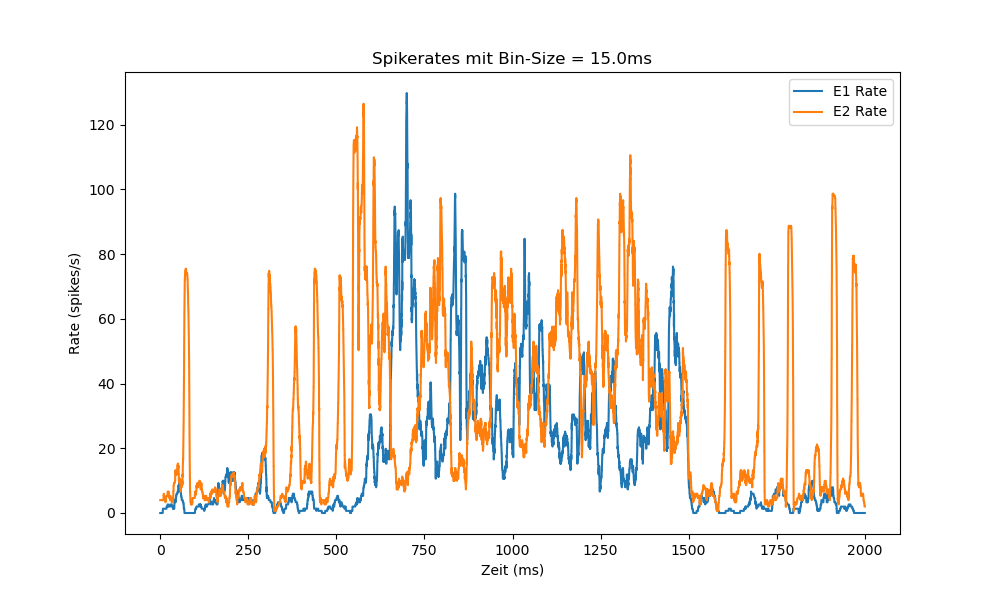 Spikerates mit Bin-Size = 15.0ms
E1 Rate
E2 Rate
Rate (spikes/s)
120
100
80
60
40
20
0
0 250 500 750 1000 1250 1500 1750 2000
Zeit (ms)